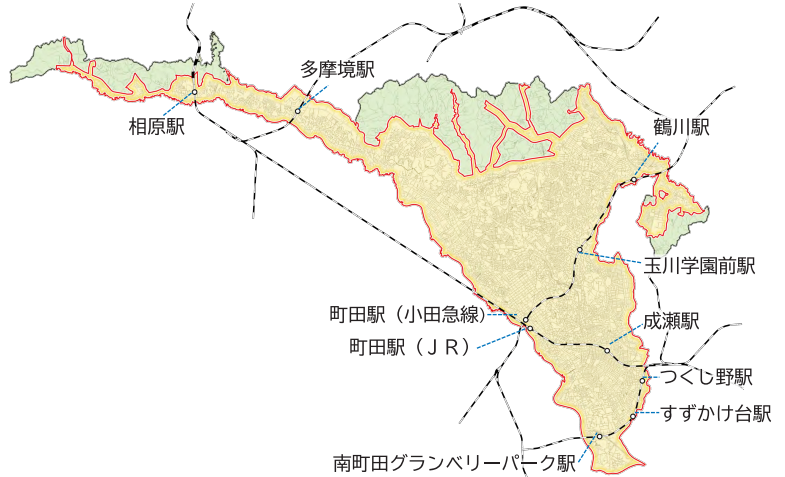 多摩境駅
相原駅
鶴川駅
玉川学園前駅
町田駅（小田急線）
成瀬駅
町田駅（ＪＲ）
つくし野駅
すずかけ台駅
南町田グランベリーパーク駅